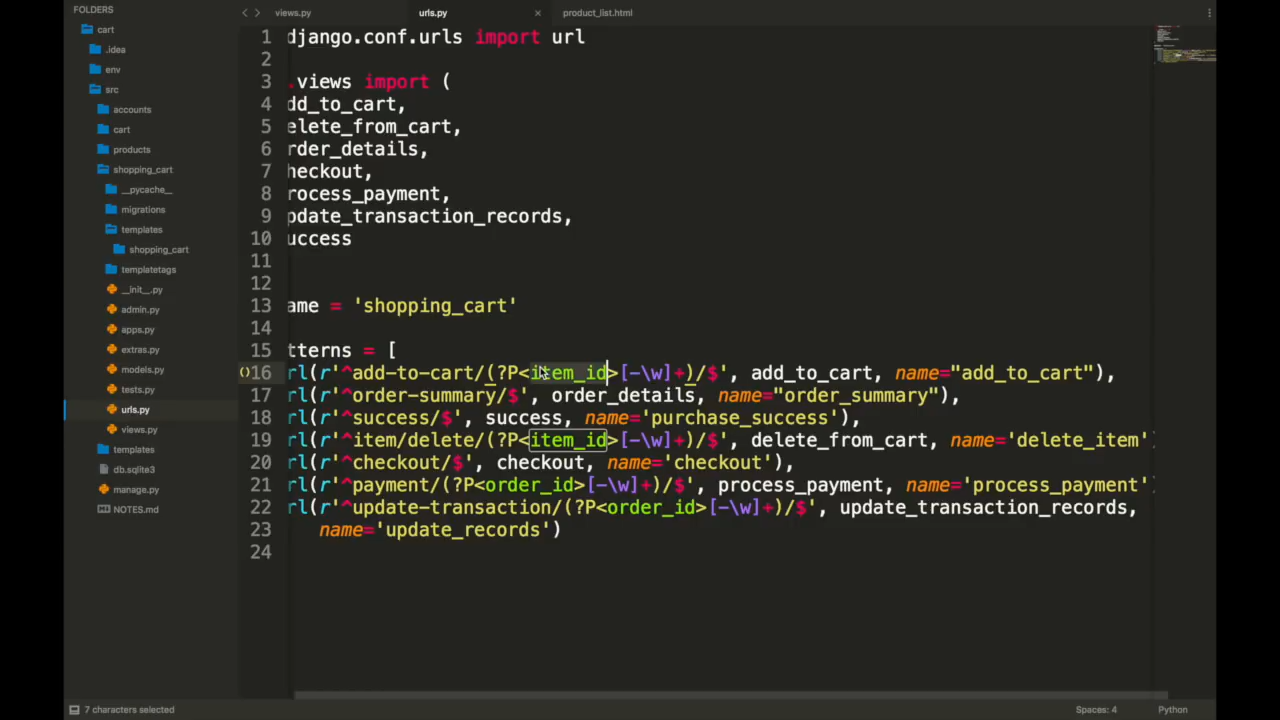 FOLDERS
cart
.idea
env
src
accounts
cart
products
shopping_cart
__pycache__
migrations
templates
shopping_cart
templatetags
__init__.py
admin.py
apps.py
extras.py
models.py
tests.py
urls.py
views.py
templates
db.sqlite3
manage.py
NOTES.md
views.py urls.py × product_list.html
1 django.conf.urls import url
2
3 .views import (
4 dd_to_cart,
5 elete_from_cart,
6 rder_details,
7 heckout,
8 rocess_payment,
9 pdate_transaction_records,
10 uccess
11
12
13 ame = 'shopping_cart'
14
15 tterns = [
16 rl(r'^add-to-cart/(?P<item_id>[-\w]+)/$', add_to_cart, name="add_to_cart"),
17 rl(r'^order-summary/$', order_details, name="order_summary"),
18 rl(r'^success/$', success, name='purchase_success'),
19 rl(r'^item/delete/(?P<item_id>[-\w]+)/$', delete_from_cart, name='delete_item'
20 rl(r'^checkout/$', checkout, name='checkout'),
21 rl(r'^payment/(?P<order_id>[-\w]+)/$', process_payment, name='process_payment'
22 rl(r'^update-transaction/(?P<order_id>[-\w]+)/$', update_transaction_records,
23 name='update_records')
24
7 characters selected
Spaces: 4 Python